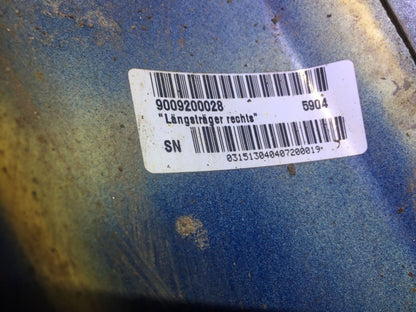 9009200028 5904
"Längsträger rechts"
SN
031513040407200019*